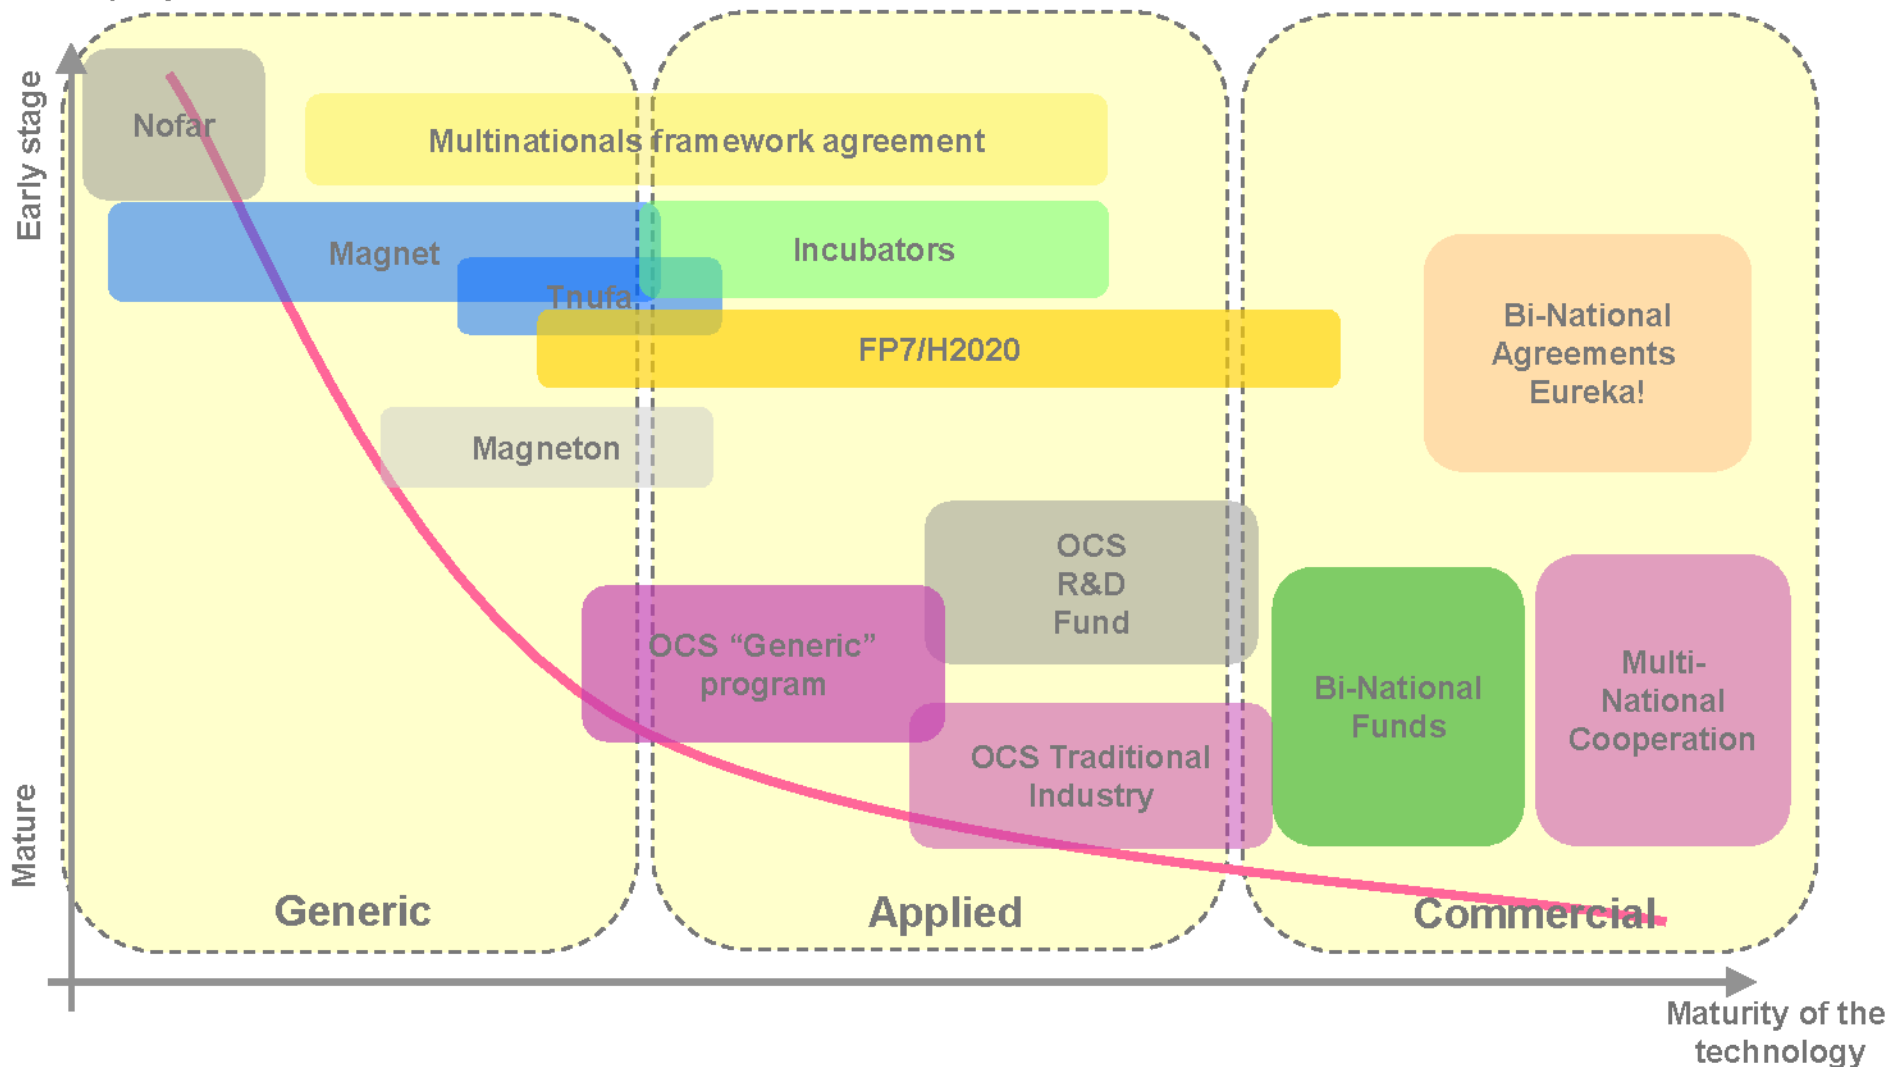 Early stage
Nofar
Multinationals framework agreement
Magnet
Incubators
Tnufa
FP7/H2020
Bi-National
Agreements
Eureka!
Magneton
OCS
R&D
Fund
OCS “Generic”
program
OCS Traditional
Industry
Bi-National
Funds
Multi-
National
Cooperation
Mature
Generic
Applied
Commercial
Maturity of the
technology